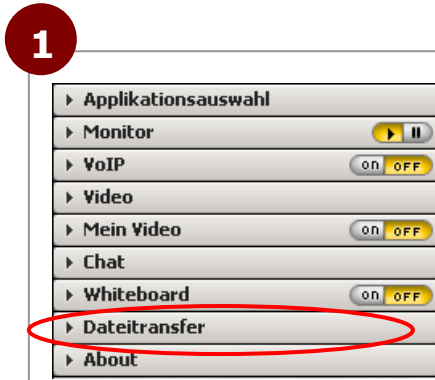 1
Applikationsauswahl
Monitor
VoIP on OFF
Video
Mein Video on OFF
Chat
Whiteboard on OFF
Dateitransfer
About